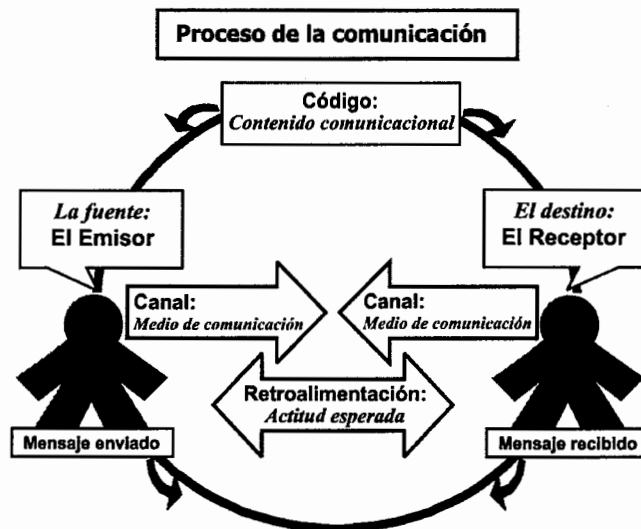 Proceso de la comunicación
Código:
Contenido comunicacional
La fuente:
El Emisor
El destino:
El Receptor
Canal:
Medio de comunicación
Canal:
Medio de comunicación
Retroalimentación:
Actitud esperada
Mensaje enviado
Mensaje recibido